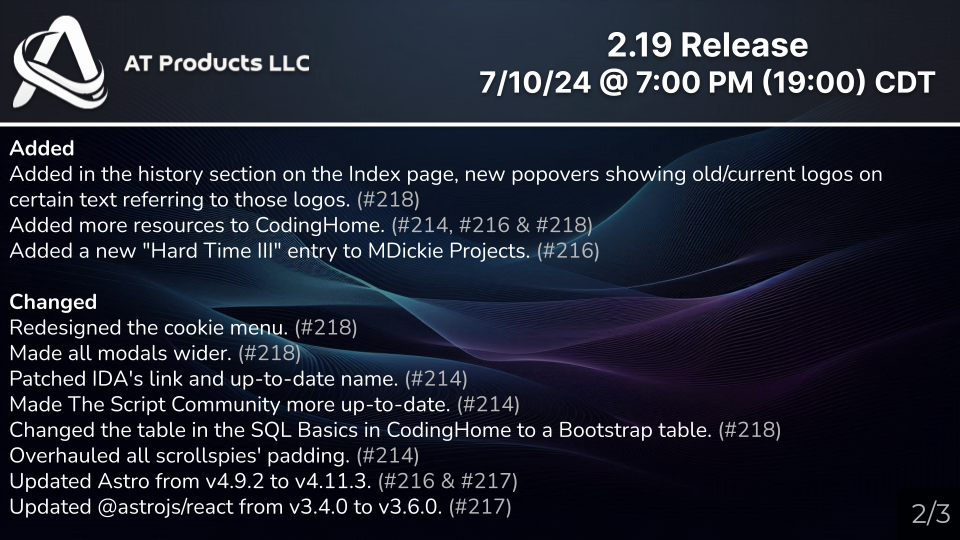 AT Products LLC
2.19 Release
7/10/24 @ 7:00 PM (19:00) CDT
Added
Added in the history section on the Index page, new popovers showing old/current logos on
certain text referring to those logos. (#218)
Added more resources to CodingHome. (#214, #216 & #218)
Added a new "Hard Time III" entry to MDickie Projects. (#216)
Changed
Redesigned the cookie menu. (#218)
Made all modals wider. (#218)
Patched IDA's link and up-to-date name. (#214)
Made The Script Community more up-to-date. (#214)
Changed the table in the SQL Basics in CodingHome to a Bootstrap table. (#218)
Overhauled all scrollspies' padding. (#214)
Updated Astro from v4.9.2 to v4.11.3. (#216 & #217)
Updated @astrojs/react from v3.4.0 to v3.6.0. (#217)
2/3